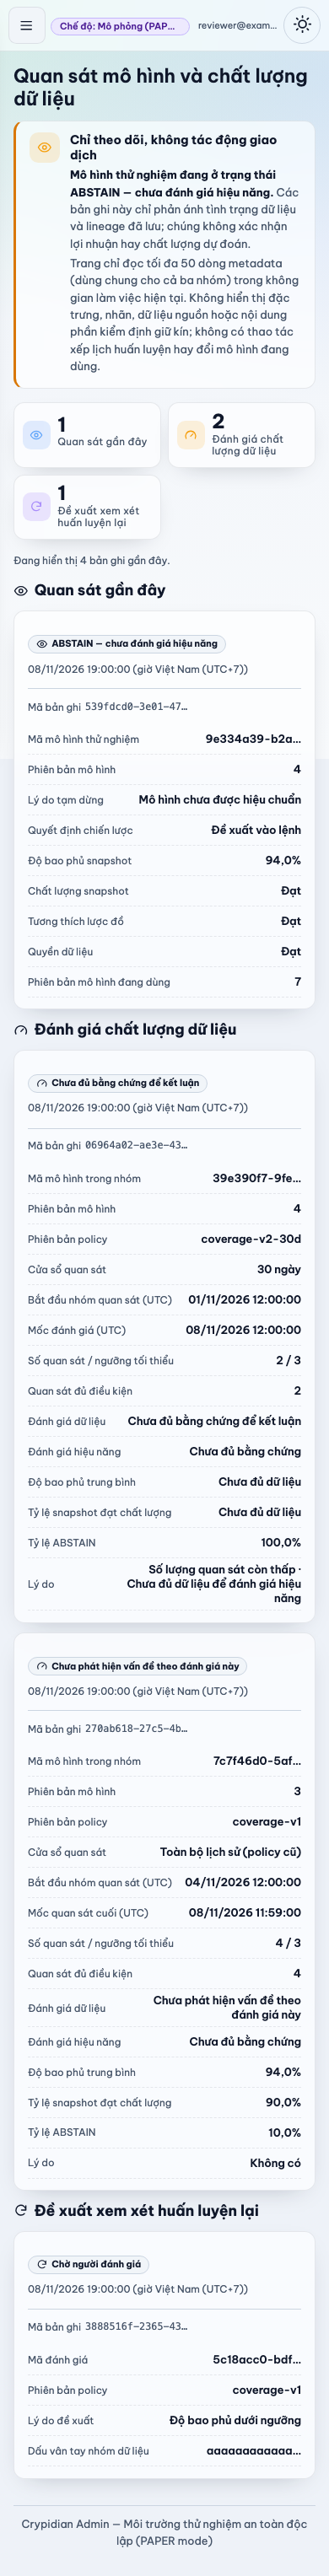 Chế độ: Mô phỏng (PAP...
reviewer@exam...
Quan sát mô hình và chất lượng
dữ liệu
Chỉ theo dõi, không tác động giao
dịch
Mô hình thử nghiệm đang ở trạng thái
ABSTAIN — chưa đánh giá hiệu năng. Các
bản ghi này chỉ phản ánh tình trạng dữ liệu
và lineage đã lưu; chúng không xác nhận
lợi nhuận hay chất lượng dự đoán.
Trang chỉ đọc tối đa 50 dòng metadata
(dùng chung cho cả ba nhóm) trong không
gian làm việc hiện tại. Không hiển thị đặc
trưng, nhãn, dữ liệu nguồn hoặc nội dung
phần kiểm định giữ kín; không có thao tác
xếp lịch huấn luyện hay đổi mô hình đang
dùng.
1
Quan sát gần đây
2
Đánh giá chất
lượng dữ liệu
1
Đề xuất xem xét
huấn luyện lại
Đang hiển thị 4 bản ghi gần đây.
Quan sát gần đây
ABSTAIN — chưa đánh giá hiệu năng
08/11/2026 19:00:00 (giờ Việt Nam (UTC+7))
Mã bản ghi 539fdcd0-3e01-47…
Mã mô hình thử nghiệm 9e334a39-b2a...
Phiên bản mô hình 4
Lý do tạm dừng Mô hình chưa được hiệu chuẩn
Quyết định chiến lược Đề xuất vào lệnh
Độ bao phủ snapshot 94,0%
Chất lượng snapshot Đạt
Tương thích lược đồ Đạt
Quyền dữ liệu Đạt
Phiên bản mô hình đang dùng 7
Đánh giá chất lượng dữ liệu
Chưa đủ bằng chứng để kết luận
08/11/2026 19:00:00 (giờ Việt Nam (UTC+7))
Mã bản ghi 06964a02-ae3e-43…
Mã mô hình trong nhóm 39e390f7-9fe...
Phiên bản mô hình 4
Phiên bản policy coverage-v2-30d
Cửa sổ quan sát 30 ngày
Bắt đầu nhóm quan sát (UTC) 01/11/2026 12:00:00
Mốc đánh giá (UTC) 08/11/2026 12:00:00
Số quan sát / ngưỡng tối thiểu 2 / 3
Quan sát đủ điều kiện 2
Đánh giá dữ liệu Chưa đủ bằng chứng để kết luận
Đánh giá hiệu năng Chưa đủ bằng chứng
Độ bao phủ trung bình Chưa đủ dữ liệu
Tỷ lệ snapshot đạt chất lượng Chưa đủ dữ liệu
Tỷ lệ ABSTAIN 100,0%
Lý do Số lượng quan sát còn thấp ·
Chưa đủ dữ liệu để đánh giá hiệu
năng
Chưa phát hiện vấn đề theo đánh giá này
08/11/2026 19:00:00 (giờ Việt Nam (UTC+7))
Mã bản ghi 270ab618-27c5-4b…
Mã mô hình trong nhóm 7c7f46d0-5af...
Phiên bản mô hình 3
Phiên bản policy coverage-v1
Cửa sổ quan sát Toàn bộ lịch sử (policy cũ)
Bắt đầu nhóm quan sát (UTC) 04/11/2026 12:00:00
Mốc quan sát cuối (UTC) 08/11/2026 11:59:00
Số quan sát / ngưỡng tối thiểu 4 / 3
Quan sát đủ điều kiện 4
Đánh giá dữ liệu Chưa phát hiện vấn đề theo
đánh giá này
Đánh giá hiệu năng Chưa đủ bằng chứng
Độ bao phủ trung bình 94,0%
Tỷ lệ snapshot đạt chất lượng 90,0%
Tỷ lệ ABSTAIN 10,0%
Lý do Không có
Đề xuất xem xét huấn luyện lại
Chờ người đánh giá
08/11/2026 19:00:00 (giờ Việt Nam (UTC+7))
Mã bản ghi 3888516f-2365-43…
Mã đánh giá 5c18acc0-bdf...
Phiên bản policy coverage-v1
Lý do đề xuất Độ bao phủ dưới ngưỡng
Dấu vân tay nhóm dữ liệu aaaaaaaaaaaa...
Crypidian Admin — Môi trường thử nghiệm an toàn độc
lập (PAPER mode)